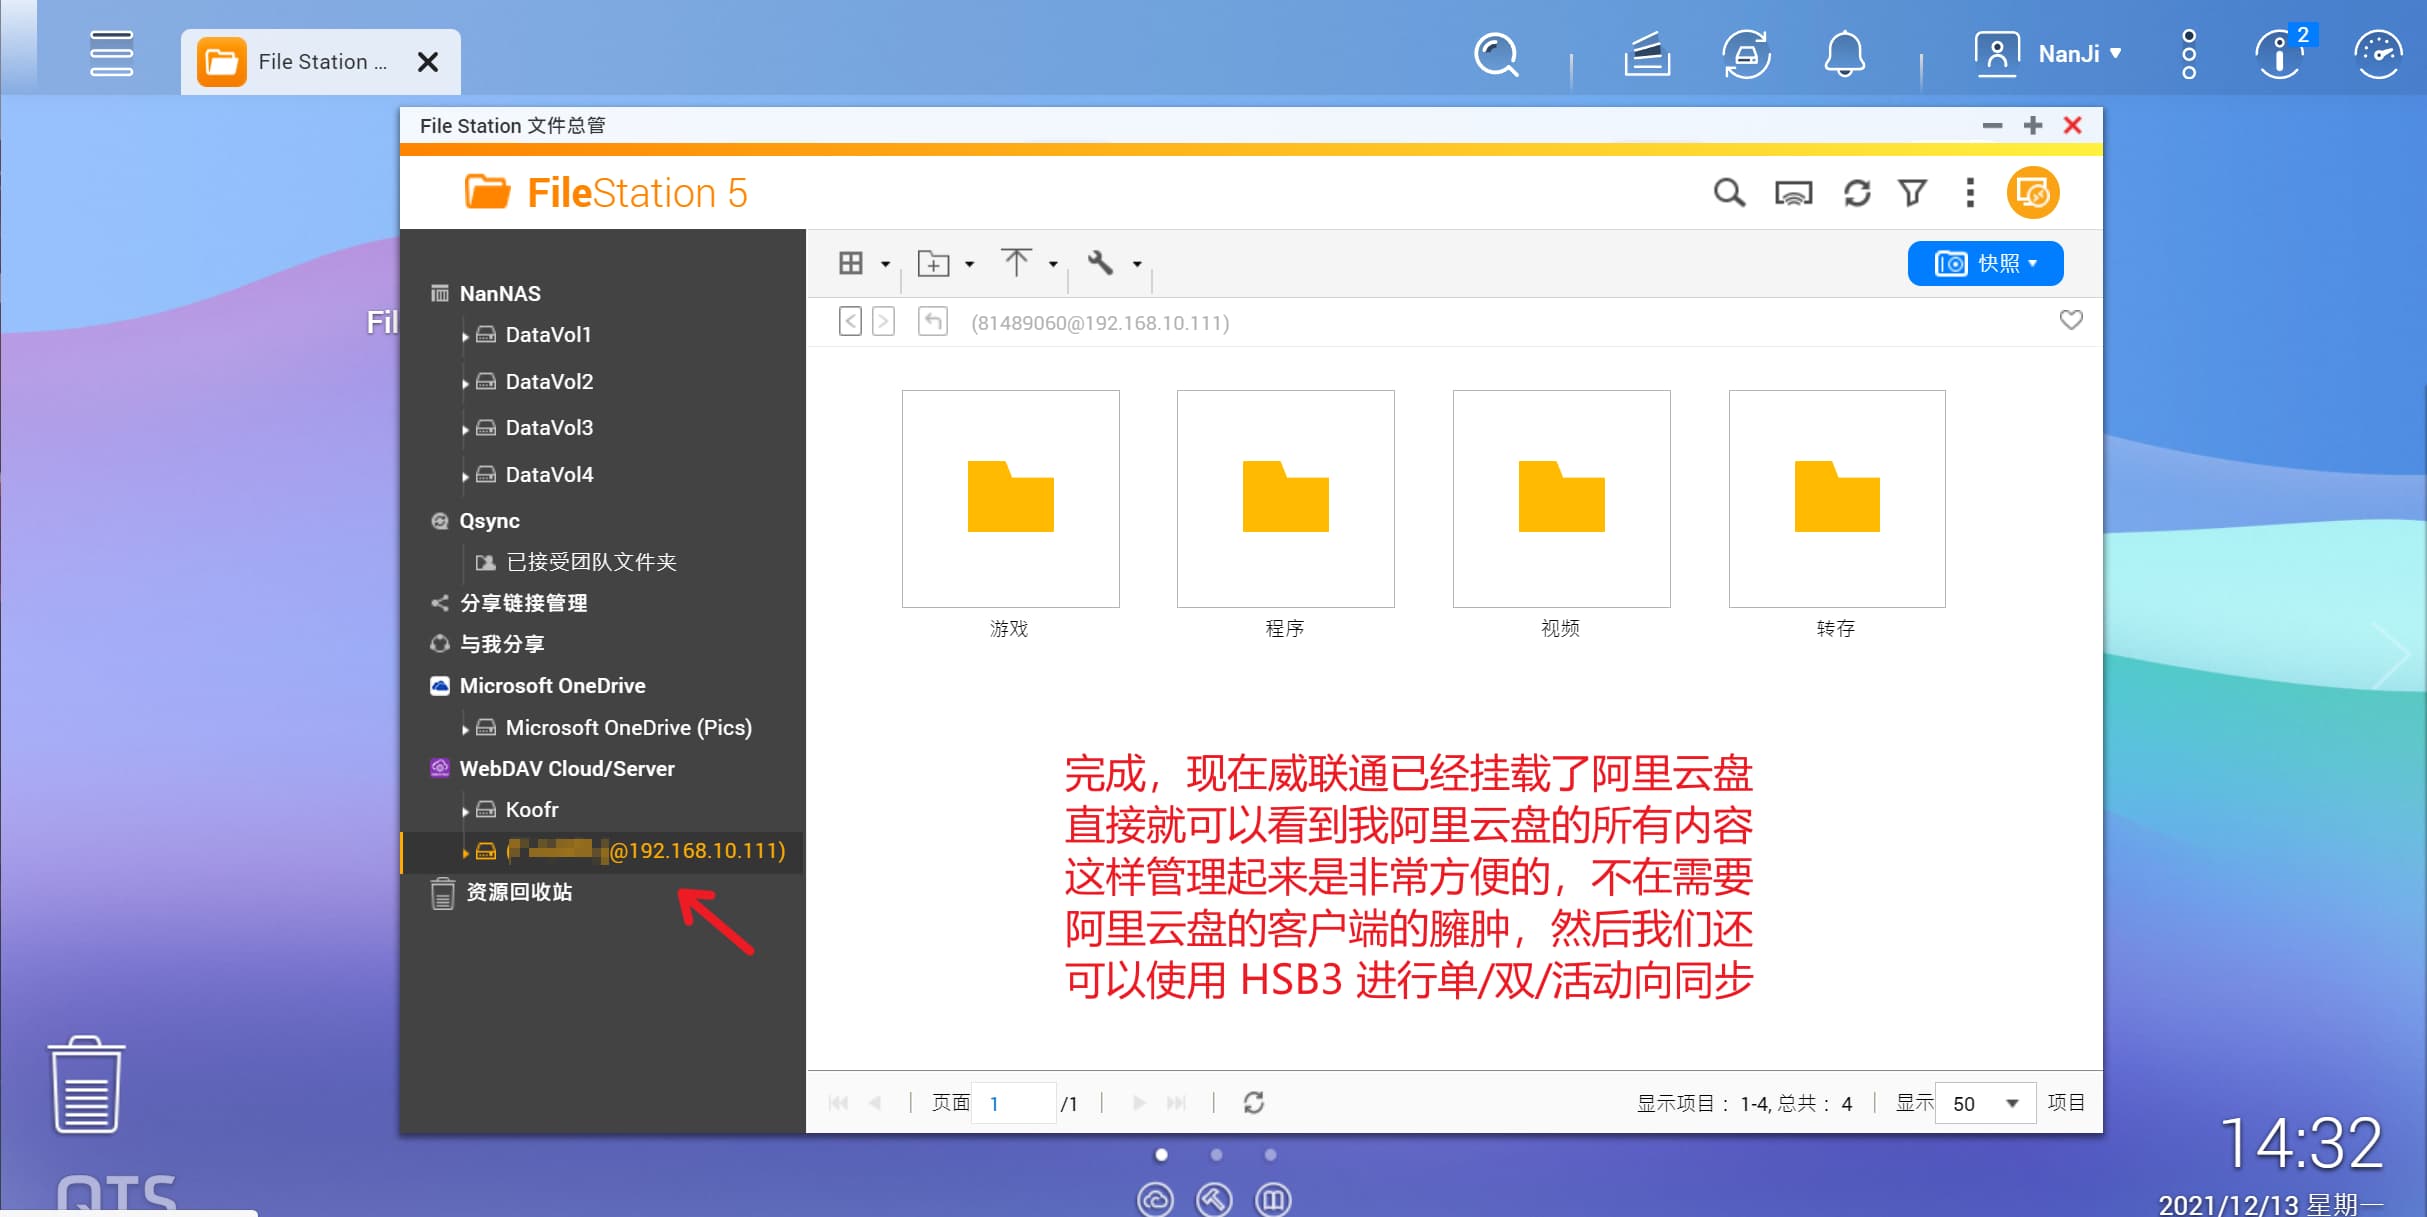 File Station ...
NanJi
2
File Station 文件总管
FileStation 5
Fil
NanNAS
DataVol1
DataVol2
DataVol3
DataVol4
Qsync
已接受团队文件夹
分享链接管理
与我分享
Microsoft OneDrive
Microsoft OneDrive (Pics)
WebDAV Cloud/Server
Koofr
@192.168.10.111)
资源回收站
快照
(81489060@192.168.10.111)
游戏
程序
视频
转存
完成，现在威联通已经挂载了阿里云盘
直接就可以看到我阿里云盘的所有内容
这样管理起来是非常方便的，不在需要
阿里云盘的客户端的臃肿，然后我们还
可以使用 HSB3 进行单/双/活动向同步
页面 1 /1
显示项目： 1-4, 总共： 4
显示 50 项目
QTS
14:32
2021/12/13 星期一